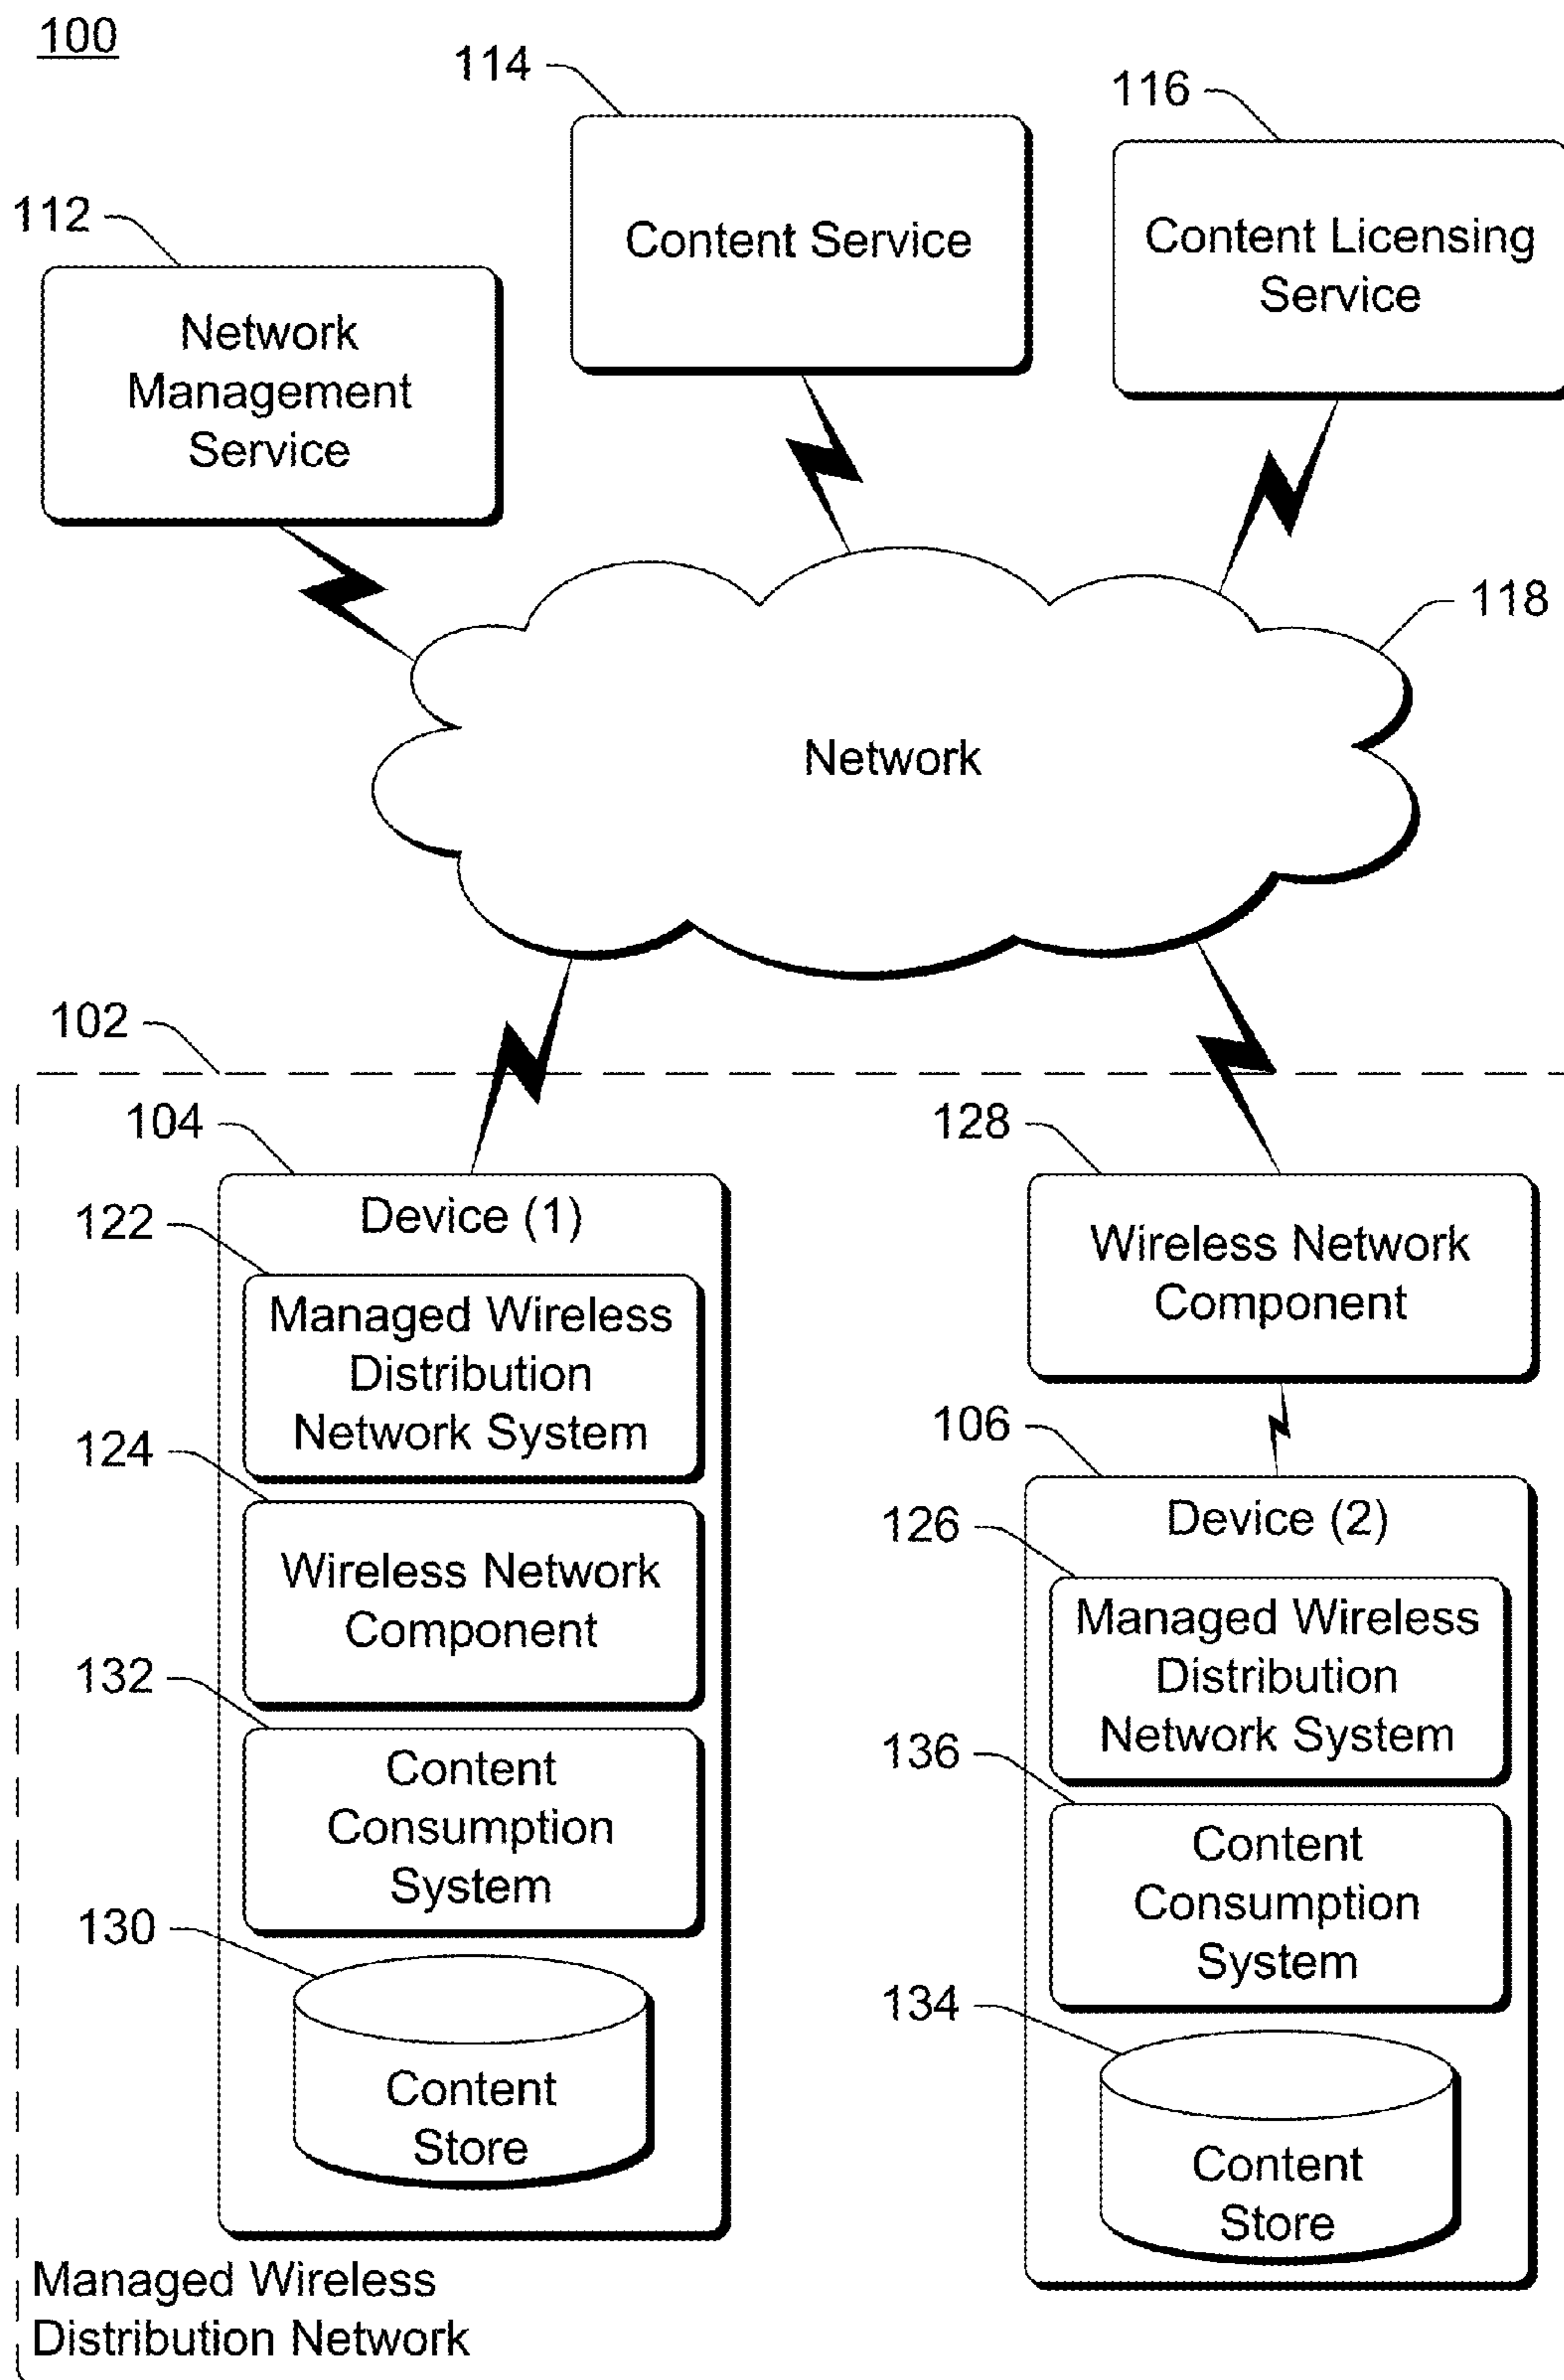 100
114
116
112
Content Service
Content Licensing
Service
Network
Management
Service
118
Network
102
104
128
Device (1)
122
Managed Wireless
Distribution
Network System
124
Wireless Network
Component
132
Content
Consumption
System
130
Content
Store
Wireless Network
Component
106
Device (2)
126
Managed Wireless
Distribution
Network System
136
Content
Consumption
System
134
Content
Store
Managed Wireless
Distribution Network